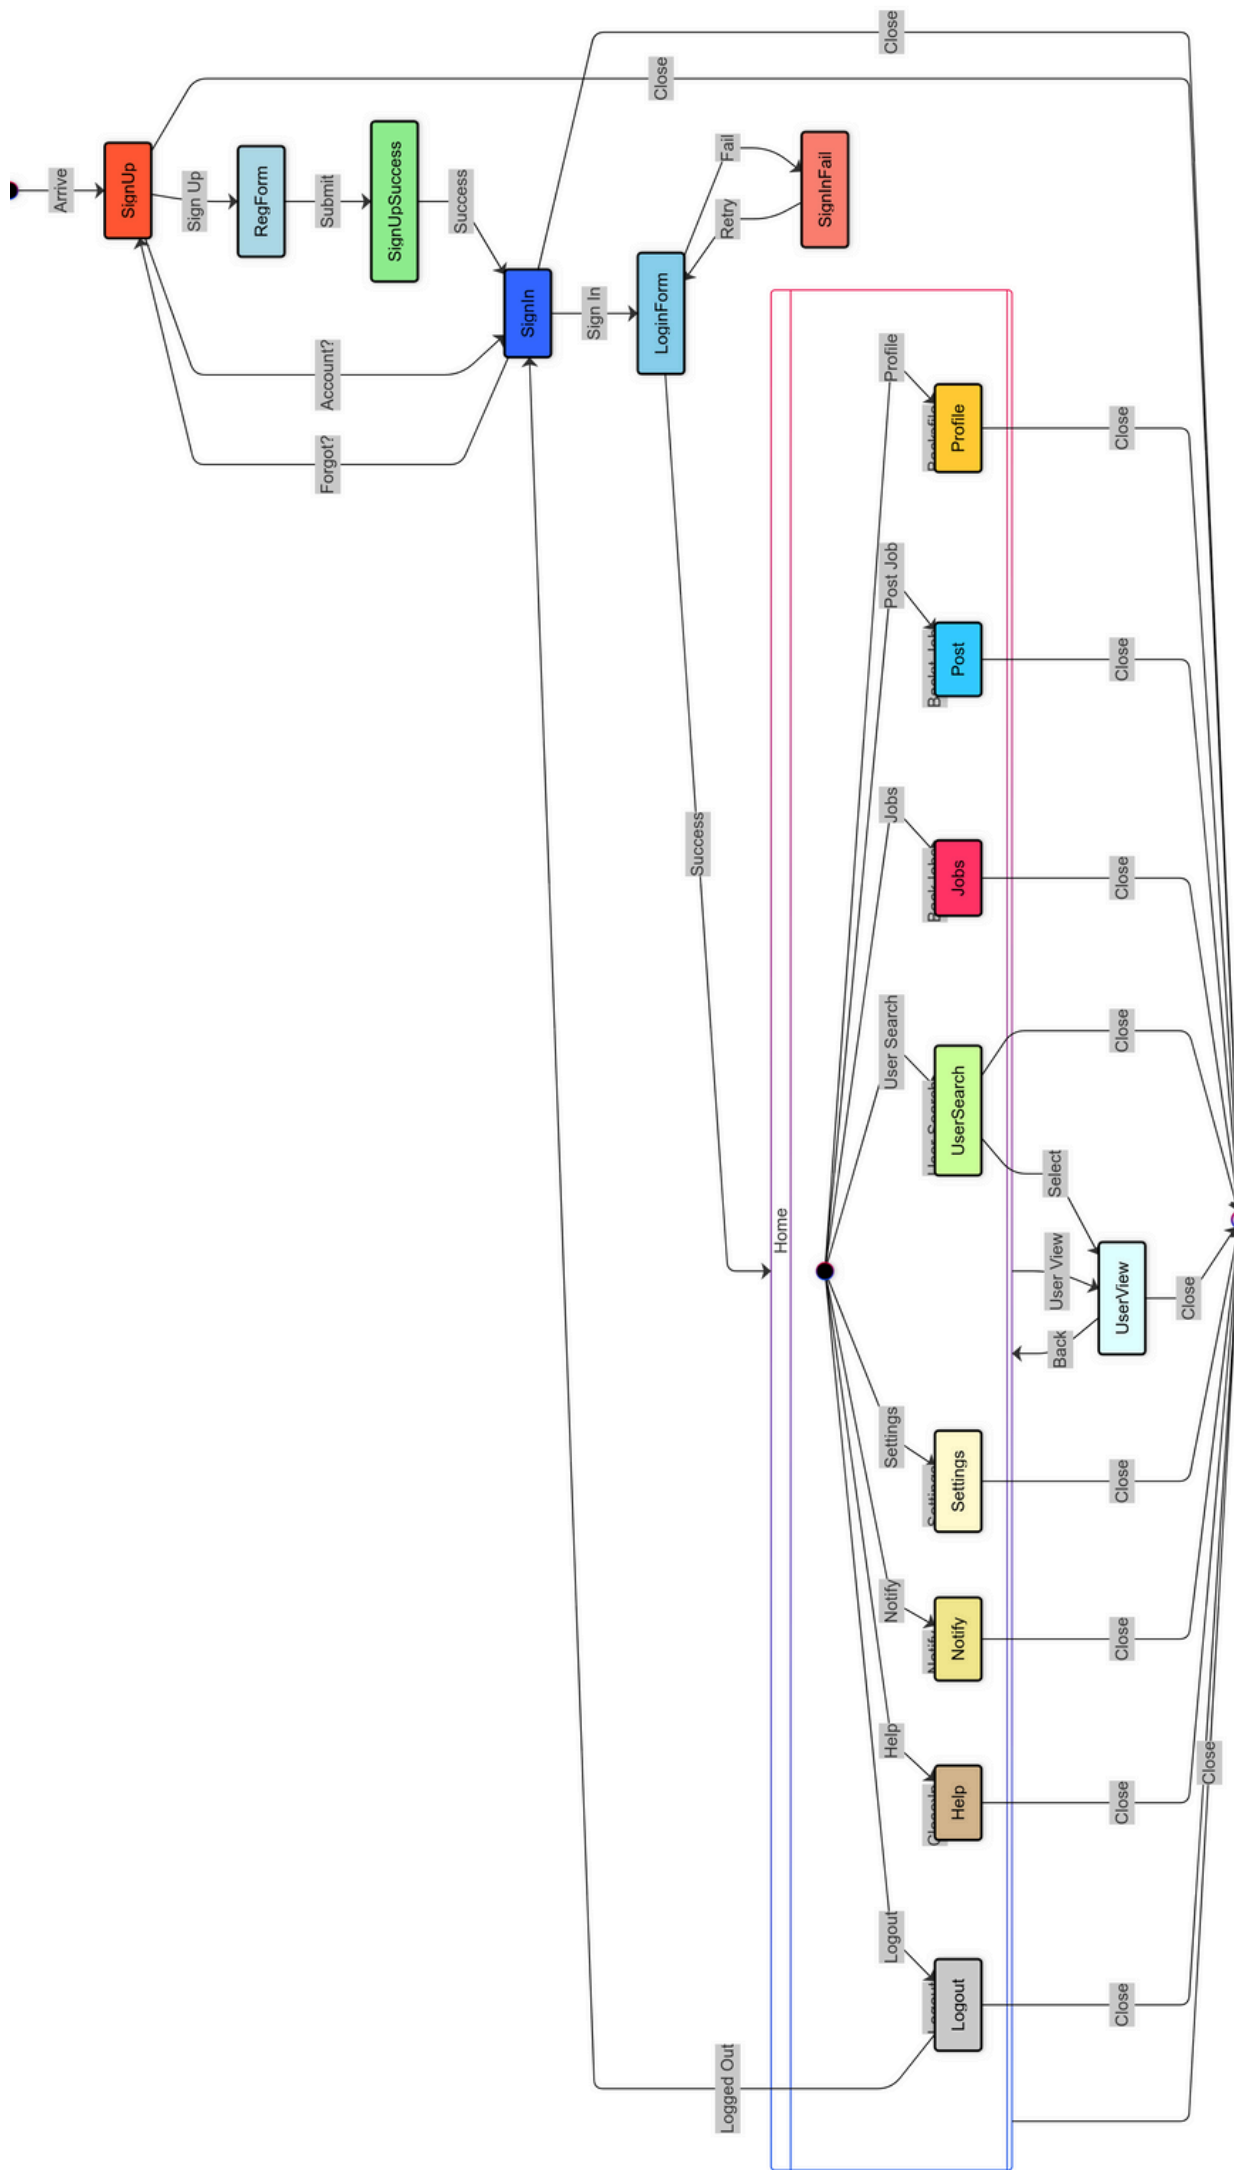 Arrive
SignUp
Sign Up
RegForm
Submit
SignUpSuccess
Success
SignIn
Account?
Forgot?
Close
Close
Sign In
LoginForm
Fail
Retry
SignInFail
Success
Logged Out
Home
Logout
Help
Notify
Settings
User Search
Jobs
Post Job
Profile
Logout
Help
Notify
Settings
UserSearch
Jobs
Post
Profile
Back
User View
Select
UserView
Close
Close
Close
Close
Close
Close
Close
Close
Close
Close